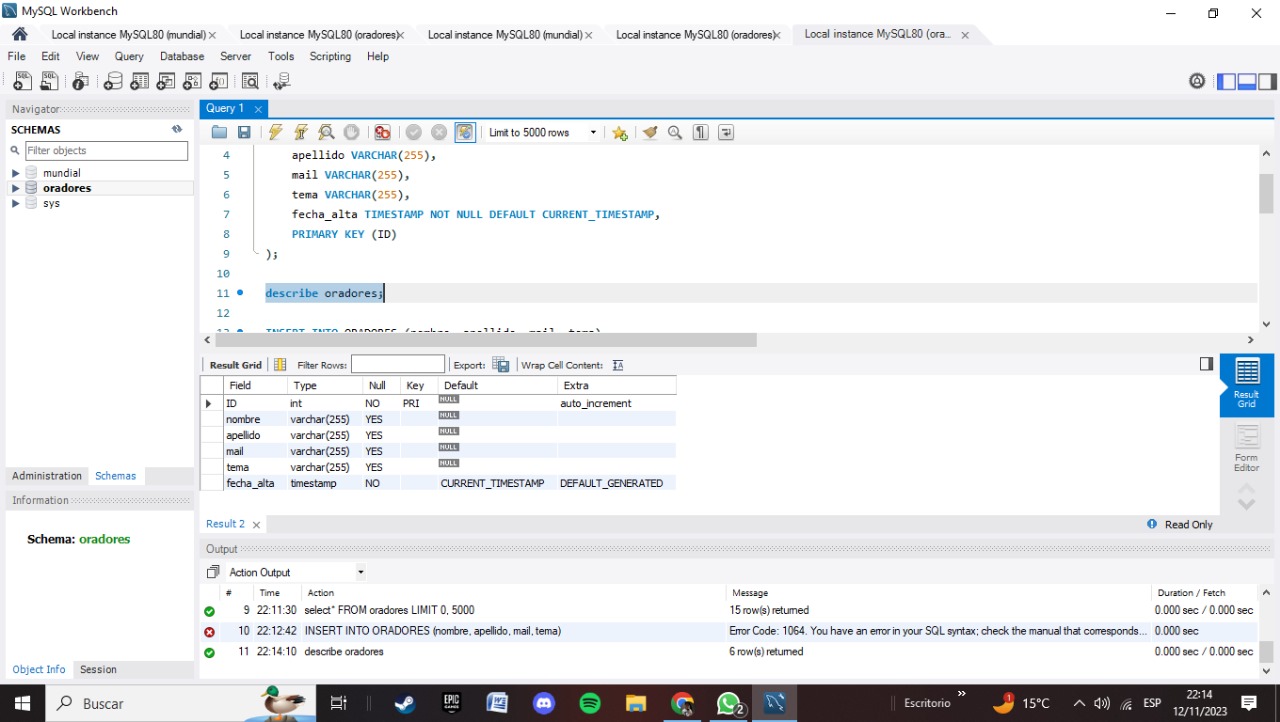 MySQL Workbench
Local instance MySQL80 (mundial) Local instance MySQL80 (oradores) Local instance MySQL80 (mundial) Local instance MySQL80 (oradores) Local instance MySQL80 (ora...
File Edit View Query Database Server Tools Scripting Help
Navigator
SCHEMAS
Filter objects
mundial
oradores
sys
Administration Schemas
Information
Schema: oradores
Object Info Session
Query 1
Limit to 5000 rows
4 apellido VARCHAR(255),
5 mail VARCHAR(255),
6 tema VARCHAR(255),
7 fecha_alta TIMESTAMP NOT NULL DEFAULT CURRENT_TIMESTAMP,
8 PRIMARY KEY (ID)
9 );
10
11 describe oradores;
12
13 INSERT INTO ORADORES (nombre, apellido, mail, tema)
Result Grid Filter Rows: Export: Wrap Cell Content:
Field Type Null Key Default Extra
ID int NO PRI NULL auto_increment
nombre varchar(255) YES NULL
apellido varchar(255) YES NULL
mail varchar(255) YES NULL
tema varchar(255) YES NULL
fecha_alta timestamp NO CURRENT_TIMESTAMP DEFAULT_GENERATED
Result
Grid
Form
Editor
Result 2 Read Only
Output
Action Output
# Time Action Message Duration / Fetch
9 22:11:30 select* FROM oradores LIMIT 0, 5000 15 row(s) returned 0.000 sec / 0.000 sec
10 22:12:42 INSERT INTO ORADORES (nombre, apellido, mail, tema) Error Code: 1064. You have an error in your SQL syntax; check the manual that corresponds... 0.000 sec
11 22:14:10 describe oradores 6 row(s) returned 0.000 sec / 0.000 sec
Buscar
EPIC
GAMES
2
Escritorio
1
15°C
ESP
22:14
12/11/2023